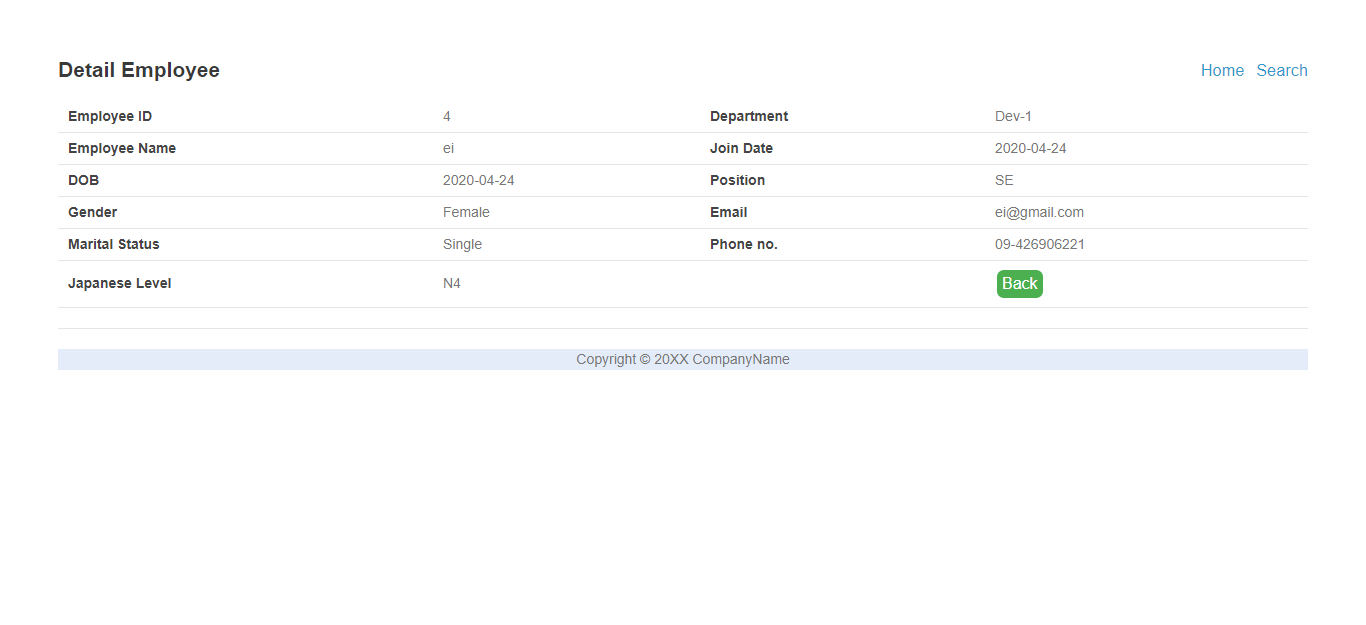 Detail Employee Home Search
Employee ID 4 Department Dev-1
Employee Name ei Join Date 2020-04-24
DOB 2020-04-24 Position SE
Gender Female Email ei@gmail.com
Marital Status Single Phone no. 09-426906221
Japanese Level N4 Back
Copyright © 20XX CompanyName